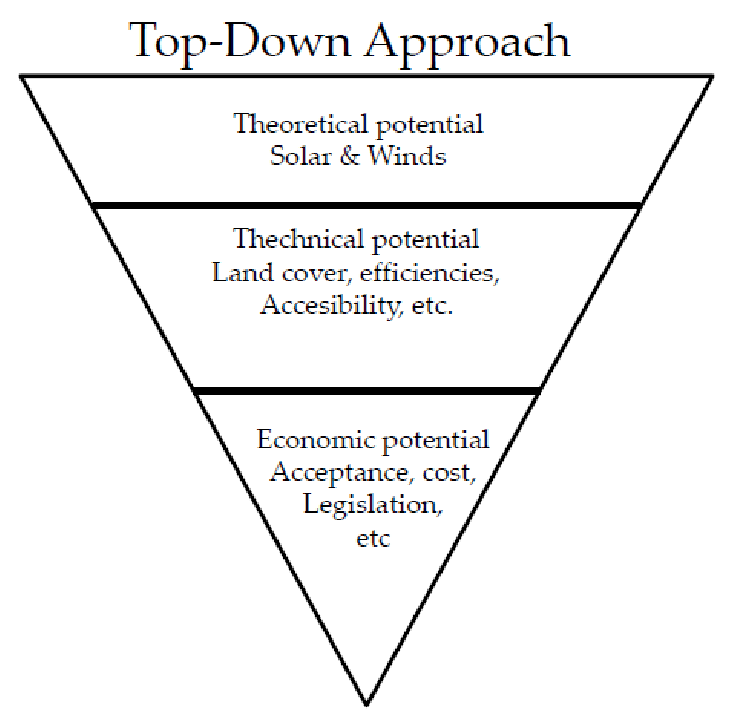 Top-Down Approach
Theoretical potential
Solar & Winds
Thechnical potential
Land cover, efficiencies,
Accesibility, etc.
Economic potential
Acceptance, cost,
Legislation,
etc